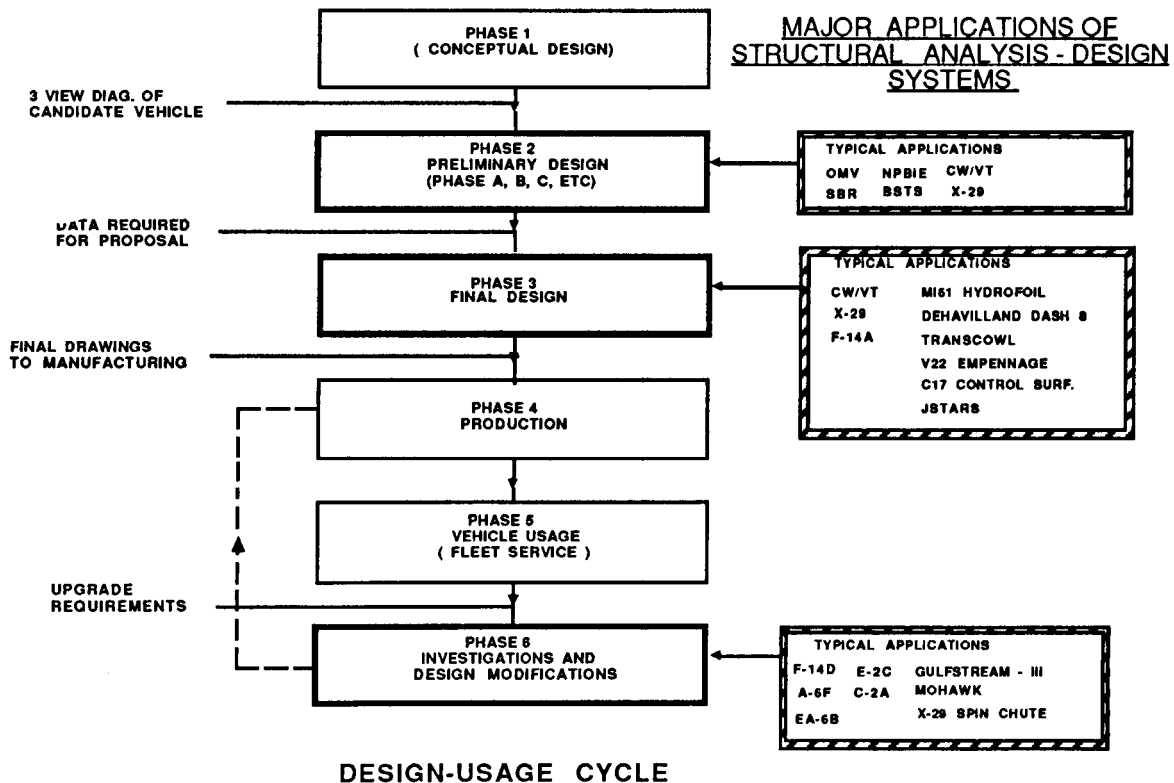 PHASE 1
( CONCEPTUAL DESIGN)
MAJOR APPLICATIONS OF
STRUCTURAL ANALYSIS - DESIGN
SYSTEMS
3 VIEW DIAG. OF
CANDIDATE VEHICLE
PHASE 2
PRELIMINARY DESIGN
(PHASE A, B, C, ETC)
TYPICAL APPLICATIONS
OMV NPBIE CW/VT
SBR BSTS X-29
DATA REQUIRED
FOR PROPOSAL
PHASE 3
FINAL DESIGN
TYPICAL APPLICATIONS
CW/VT MI61 HYDROFOIL
X-29 DEHAVILLAND DASH 8
F-14A TRANSCOWL
V22 EMPENNAGE
C17 CONTROL SURF.
JSTARS
FINAL DRAWINGS
TO MANUFACTURING
PHASE 4
PRODUCTION
PHASE 5
VEHICLE USAGE
( FLEET SERVICE )
UPGRADE
REQUIREMENTS
PHASE 6
INVESTIGATIONS AND
DESIGN MODIFICATIONS
TYPICAL APPLICATIONS
F-14D E-2C GULFSTREAM - III
A-6F C-2A MOHAWK
EA-6B X-29 SPIN CHUTE
DESIGN-USAGE CYCLE